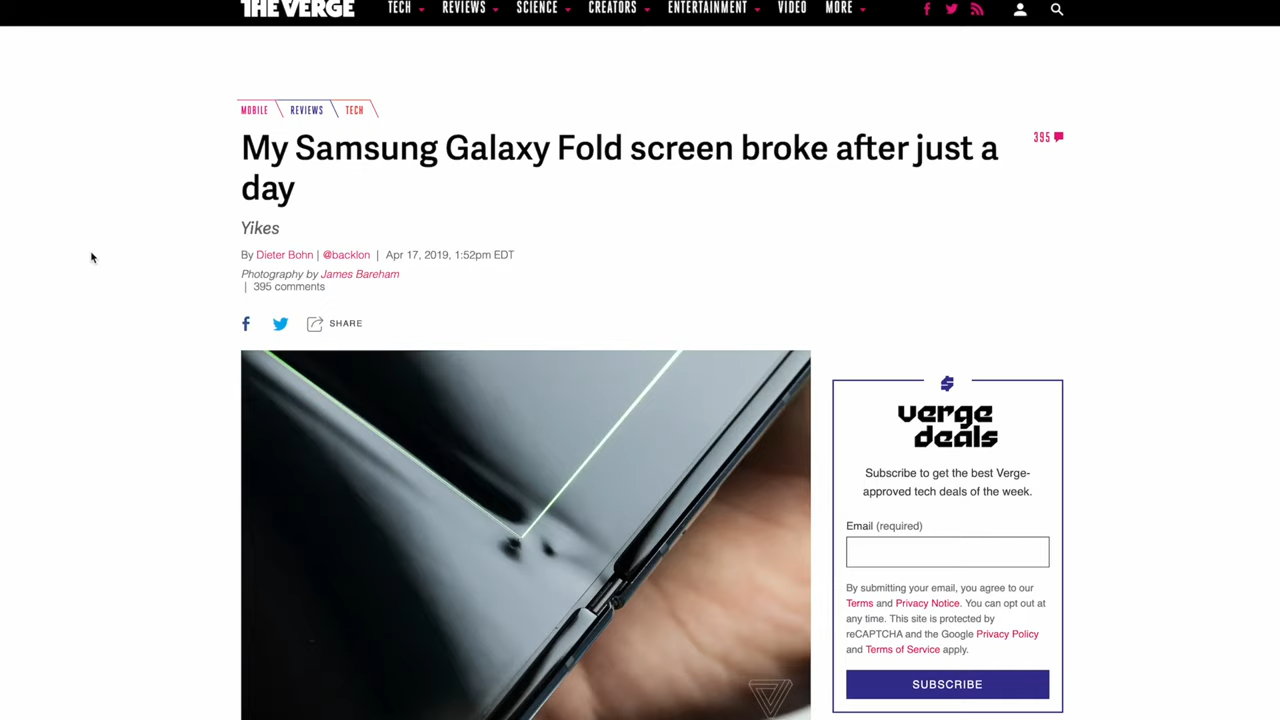 THE VERGE TECH REVIEWS SCIENCE CREATORS ENTERTAINMENT VIDEO MORE
MOBILE REVIEWS TECH
My Samsung Galaxy Fold screen broke after just a
day
395
Yikes
By Dieter Bohn | @backlon | Apr 17, 2019, 1:52pm EDT
Photography by James Bareham
| 395 comments
SHARE
verge
deals
Subscribe to get the best Verge-
approved tech deals of the week.
Email (required)
By submitting your email, you agree to our
Terms and Privacy Notice. You can opt out at
any time. This site is protected by
reCAPTCHA and the Google Privacy Policy
and Terms of Service apply.
SUBSCRIBE